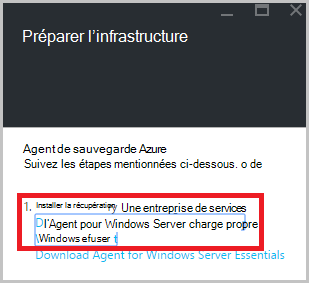 Préparer l'infrastructure
Agent de sauvegarde Azure
Suivez les étapes mentionnées ci-dessous. o de
1. Installer la récupération Une entreprise de services
D l'Agent pour Windows Server charge propre
\Windows efuser t
Download Agent for Windows Server Essentials